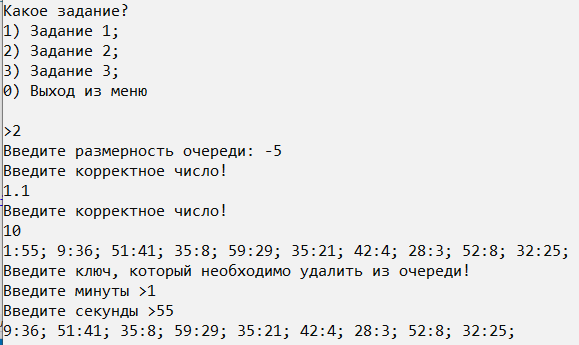 Какое задание?
1) Задание 1;
2) Задание 2;
3) Задание 3;
0) Выход из меню
>2
Введите размерность очереди: -5
Введите корректное число!
1.1
Введите корректное число!
10
1:55; 9:36; 51:41; 35:8; 59:29; 35:21; 42:4; 28:3; 52:8; 32:25;
Введите ключ, который необходимо удалить из очереди!
Введите минуты >1
Введите секунды >55
9:36; 51:41; 35:8; 59:29; 35:21; 42:4; 28:3; 52:8; 32:25;